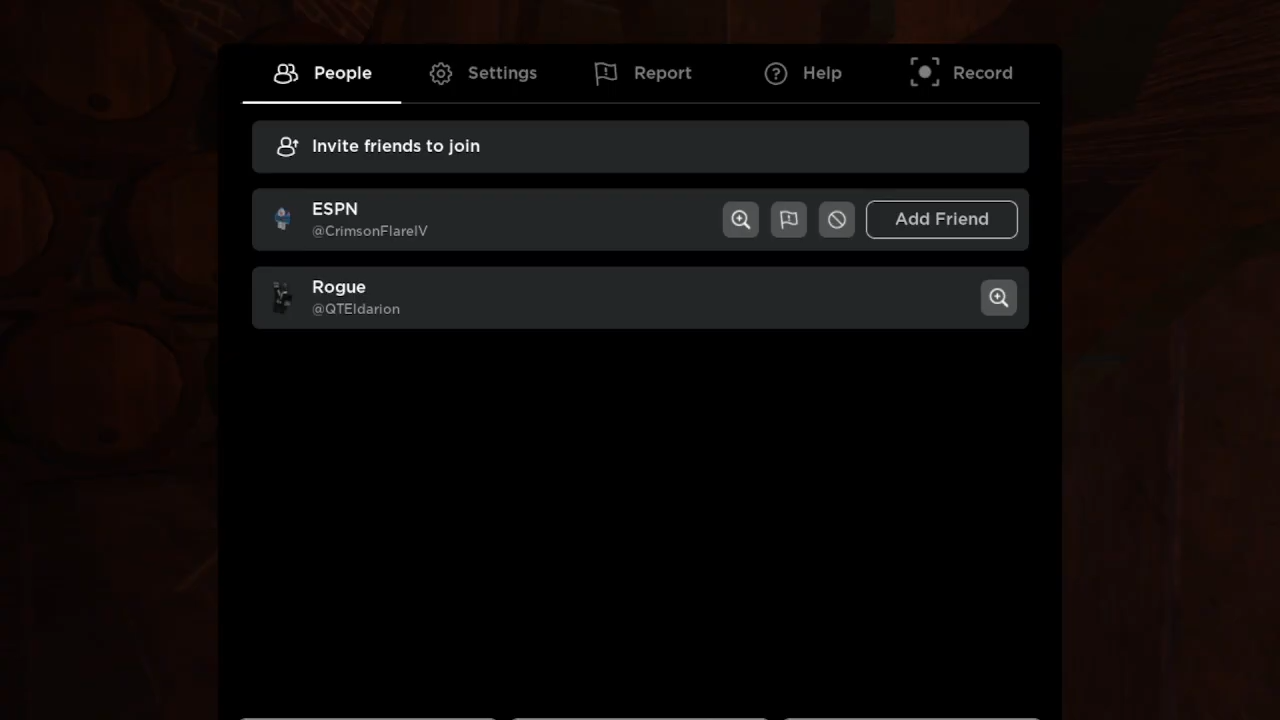 People
Settings
Report
Help
Record
Invite friends to join
ESPN
@CrimsonFlareIV
Add Friend
Rogue
@QTEldarion